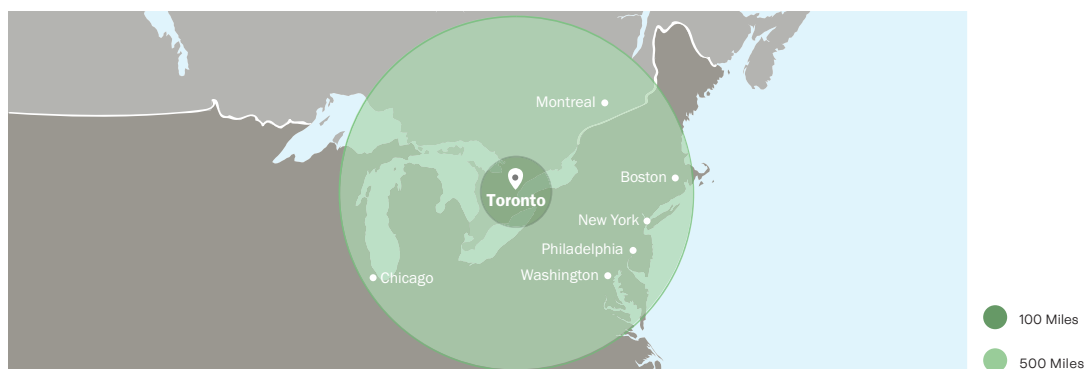 Montreal
Boston
Toronto
New York
Philadelphia
Washington
Chicago
100 Miles
500 Miles